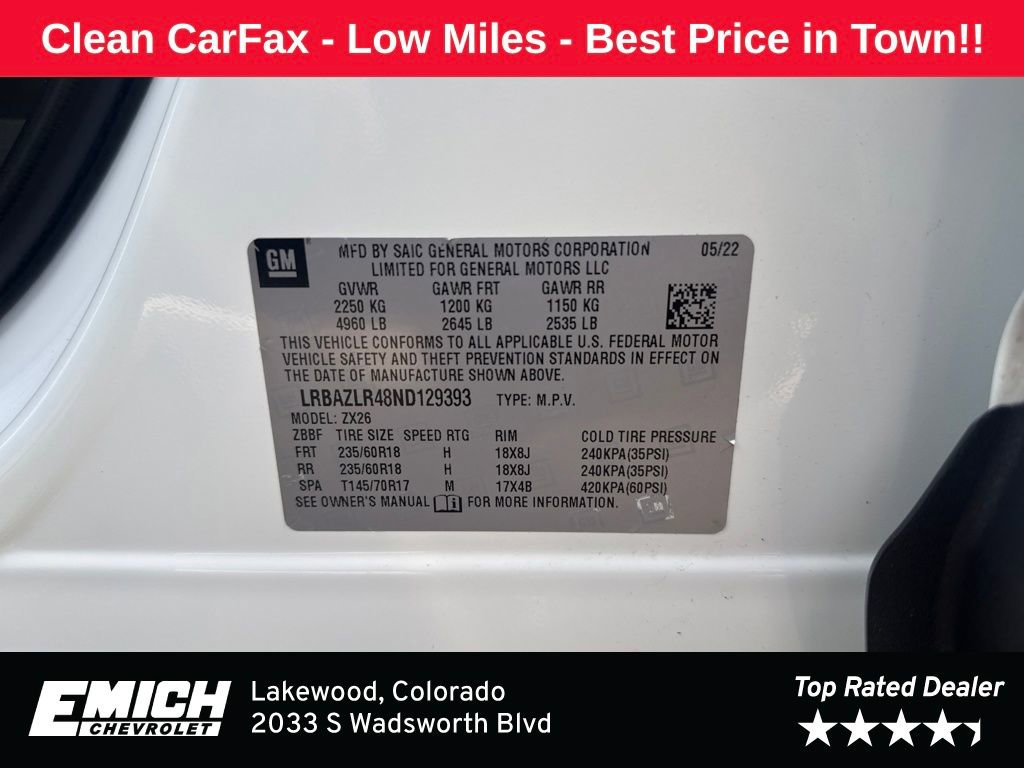 Clean CarFax - Low Miles - Best Price in Town!!
GM
MFD BY SAIC GENERAL MOTORS CORPORATION 05/22
LIMITED FOR GENERAL MOTORS LLC
GVWR GAWR FRT GAWR RR
2250 KG 1200 KG 1150 KG
4960 LB 2645 LB 2535 LB
THIS VEHICLE CONFORMS TO ALL APPLICABLE U.S. FEDERAL MOTOR
VEHICLE SAFETY AND THEFT PREVENTION STANDARDS IN EFFECT ON
THE DATE OF MANUFACTURE SHOWN ABOVE.
LRBAZLR48ND129393 TYPE: M.P.V.
MODEL: ZX26
ZBBF TIRE SIZE SPEED RTG RIM COLD TIRE PRESSURE
FRT 235/60R18 H 18X8J 240KPA(35PSI)
RR 235/60R18 H 18X8J 240KPA(35PSI)
SPA T145/70R17 M 17X4B 420KPA(60PSI)
SEE OWNER'S MANUAL FOR MORE INFORMATION.
EMICH
CHEVROLET
Lakewood, Colorado
2033 S Wadsworth Blvd
Top Rated Dealer